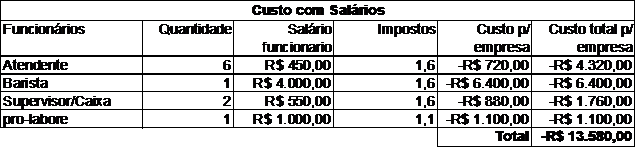 Custo com Salários
Funcionários Quantidade Salário funcionario Impostos Custo p/ empresa Custo total p/ empresa
Atendente 6 R$ 450,00 1,6 -R$ 720,00 -R$ 4.320,00
Barista 1 R$ 4.000,00 1,6 -R$ 6.400,00 -R$ 6.400,00
Supervisor/Caixa 2 R$ 550,00 1,6 -R$ 880,00 -R$ 1.760,00
pro-labore 1 R$ 1.000,00 1,1 -R$ 1.100,00 -R$ 1.100,00
Total -R$ 13.580,00